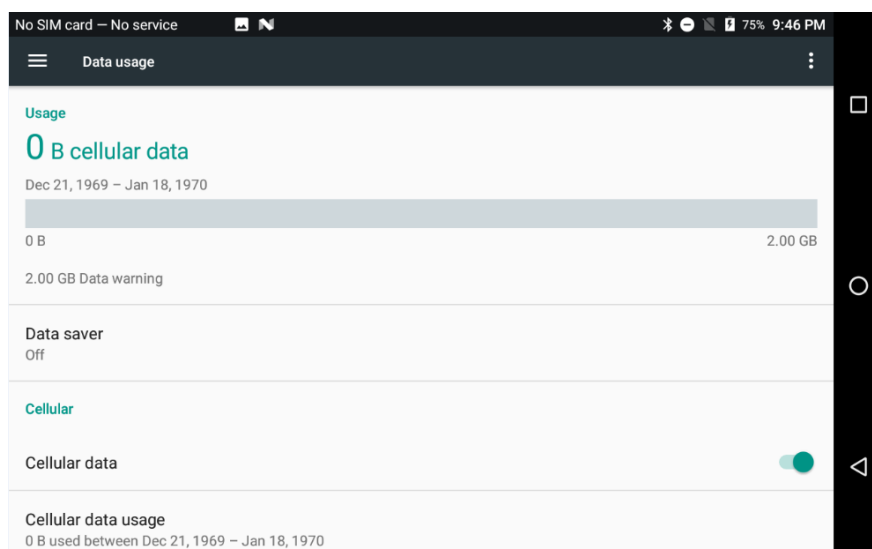 No SIM card — No service
75% 9:46 PM
Data usage
Usage
0 B cellular data
Dec 21, 1969 – Jan 18, 1970
0 B
2.00 GB
2.00 GB Data warning
Data saver
Off
Cellular
Cellular data
Cellular data usage
0 B used between Dec 21, 1969 – Jan 18, 1970